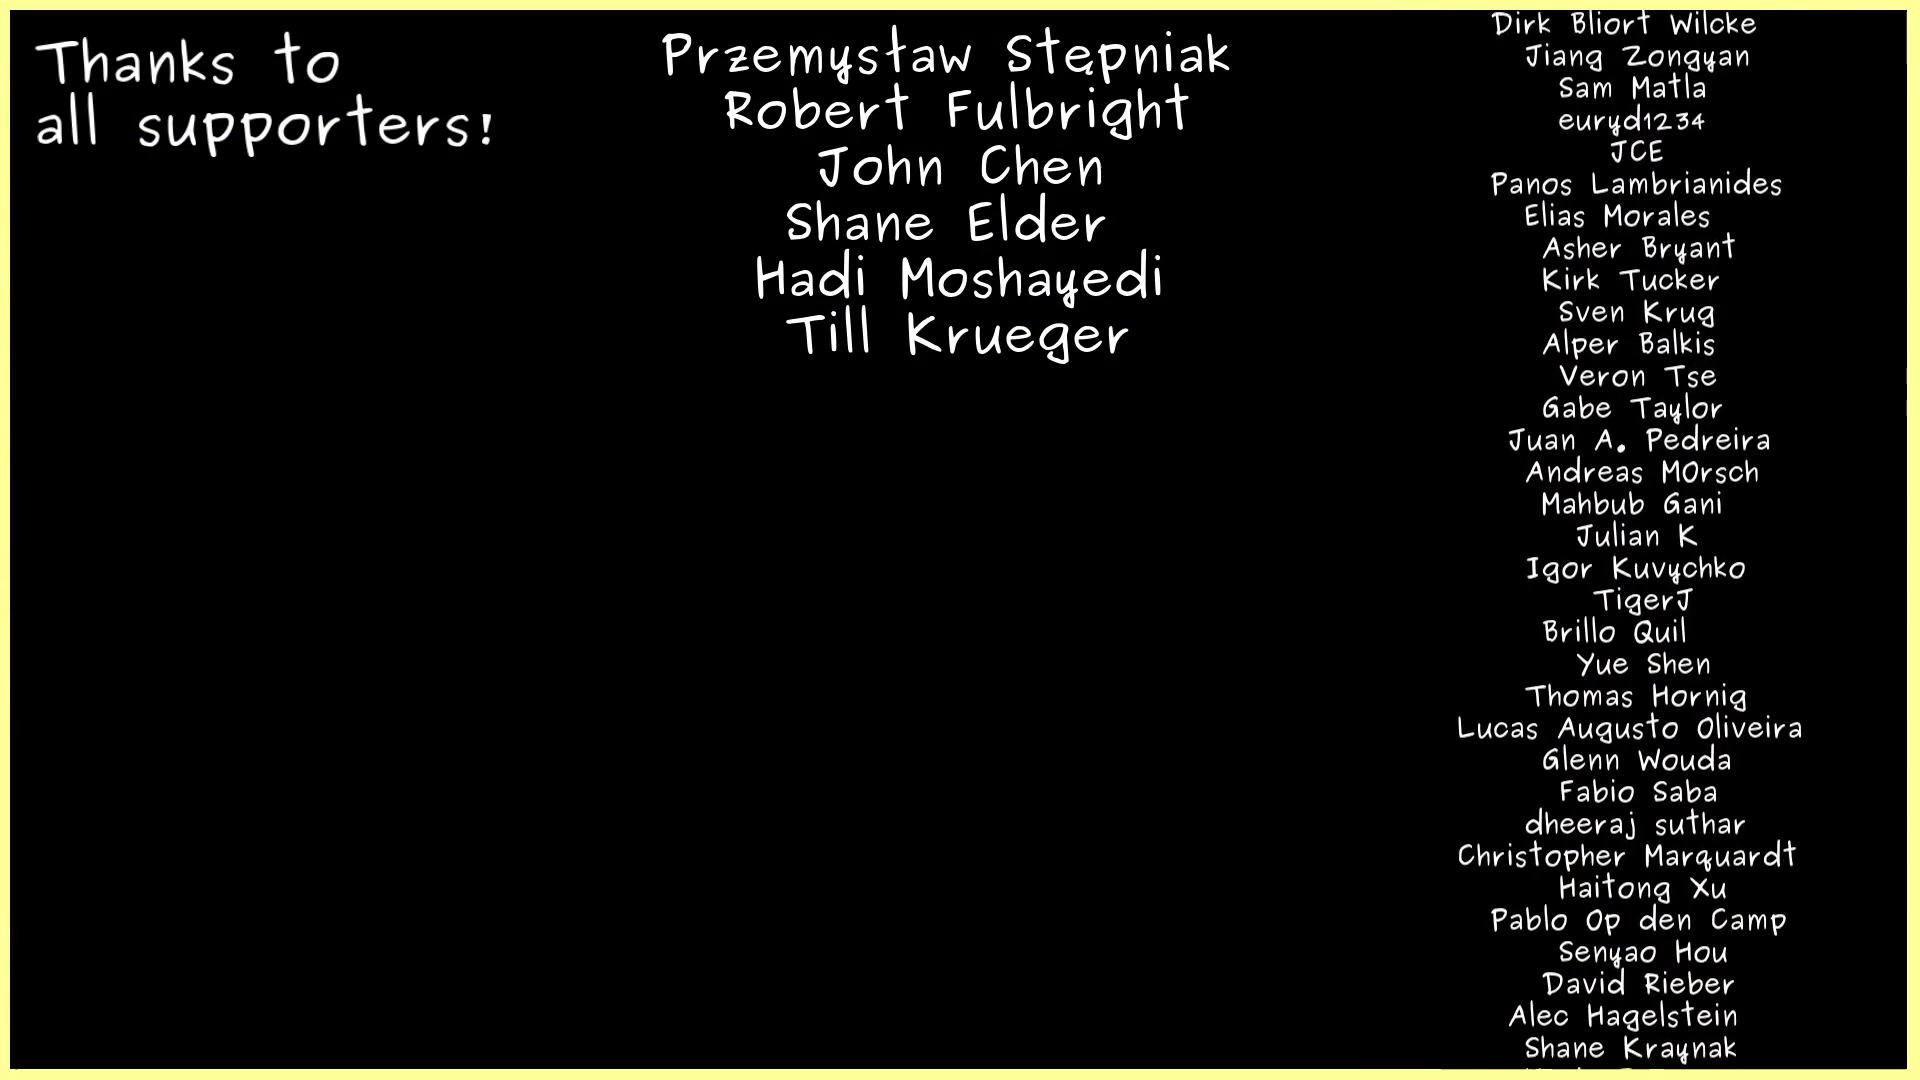 Thanks to
all supporters!
Przemysław Stępniak
Robert Fulbright
John Chen
Shane Elder
Hadi Moshayedi
Till Krueger
Dirk Bliort Wilcke
Jiang Zongyan
Sam Matla
euryd1234
JCE
Panos Lambrianides
Elias Morales
Asher Bryant
Kirk Tucker
Sven Krug
Alper Balkis
Veron Tse
Gabe Taylor
Juan A. Pedreira
Andreas MOrsch
Mahbub Gani
Julian K
Igor Kuvychko
TigerJ
Brillo Quil
Yue Shen
Thomas Hornig
Lucas Augusto Oliveira
Glenn Wouda
Fabio Saba
dheeraj suthar
Christopher Marquardt
Haitong Xu
Pablo Op den Camp
Senyao Hou
David Rieber
Alec Hagelstein
Shane Kraynak